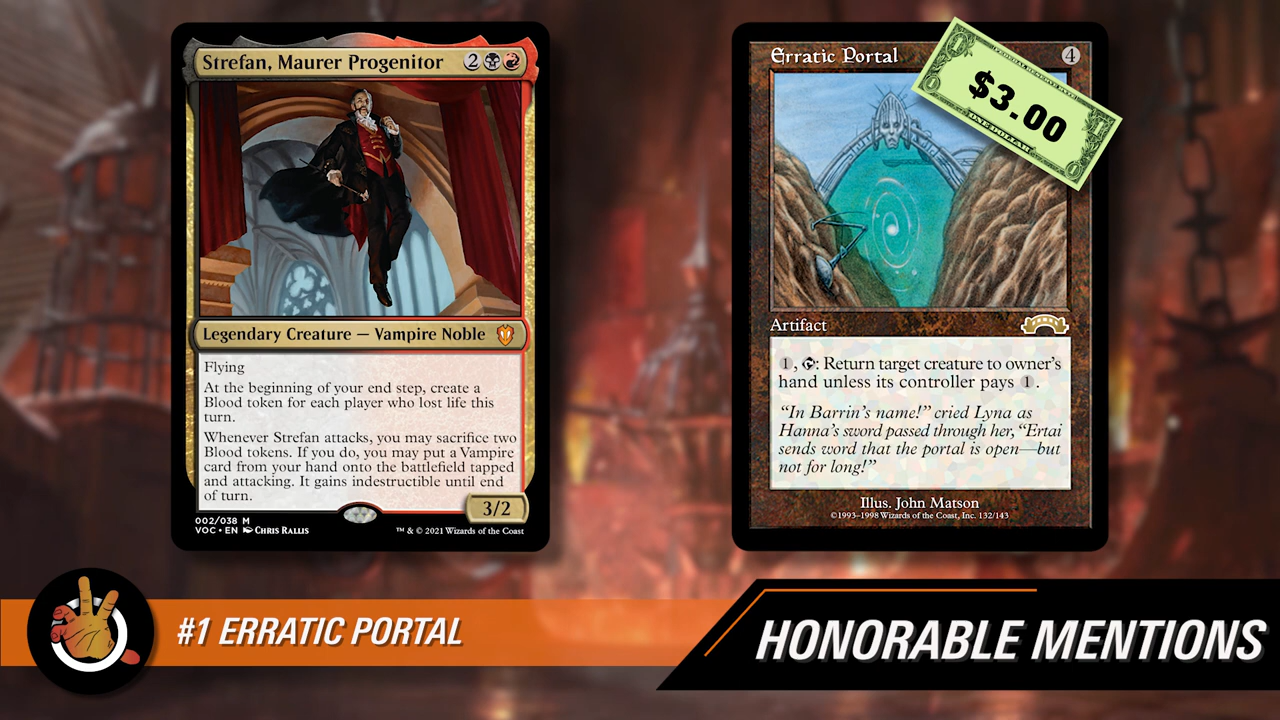 Strefan, Maurer Progenitor 2
Legendary Creature — Vampire Noble
Flying
At the beginning of your end step, create a
Blood token for each player who lost life this
turn.
Whenever Strefan attacks, you may sacrifice two
Blood tokens. If you do, you may put a Vampire
card from your hand onto the battlefield tapped
and attacking. It gains indestructible until end
of turn.
3/2
002/038 M
VOC • EN CHRIS RALLIS
™ & © 2021 Wizards of the Coast
Erratic Portal 4
$3.00
Artifact
1, : Return target creature to owner's
hand unless its controller pays 1.
“In Barrin's name!” cried Lyna as
Hanna's sword passed through her, “Ertai
sends word that the portal is open—but
not for long!”
Illus. John Matson
©1993–1998 Wizards of the Coast, Inc. 132/143
#1 ERRATIC PORTAL
HONORABLE MENTIONS